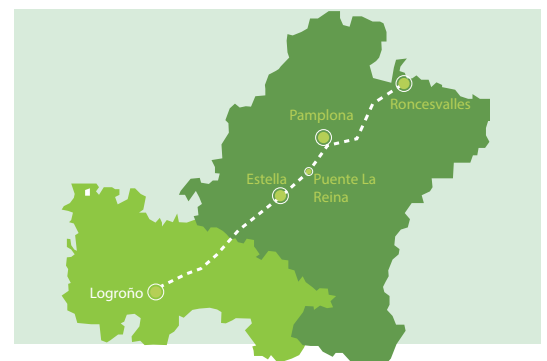 Roncesvalles
Pamplona
Estella
Puente La
Reina
Logroño